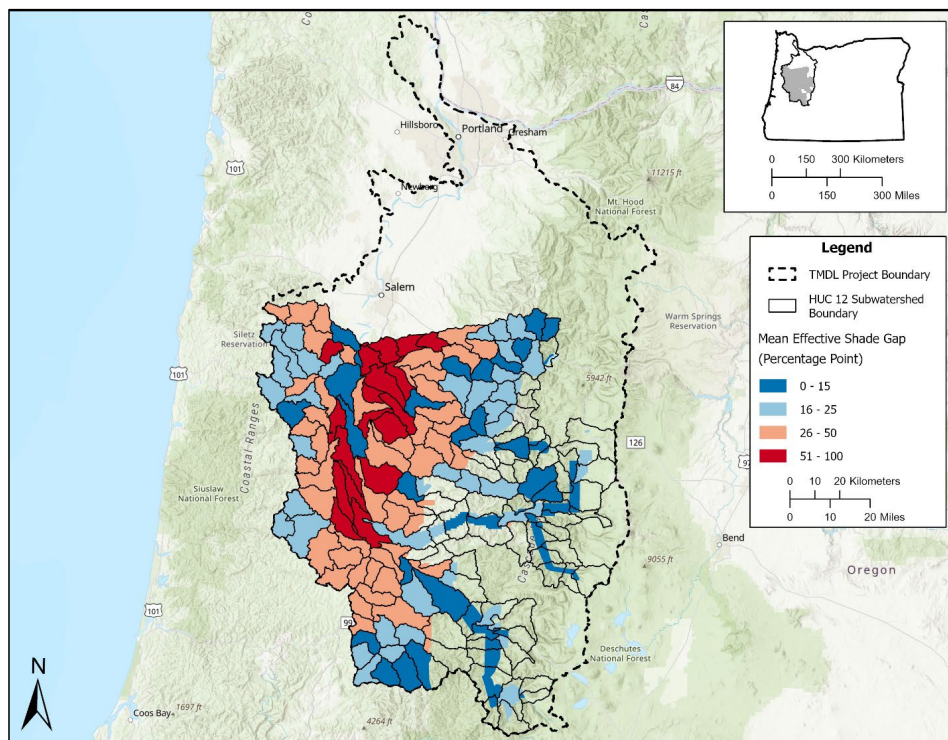 84
Hillsboro
Portland
Gresham
101
Newberg
11215 ft
Mt. Hood
National Forest
Salem
Siletz
Reservation
Warm Springs
Reservation
101
5942 ft
Coastal Ranges
126
97
Siuslaw
National Forest
Bend
9055 ft
Oregon
101
99
Deschutes
National Forest
N
1697 ft
Coos Bay
4264 ft
0 150 300 Kilometers
0 150 300 Miles
Legend
TMDL Project Boundary
HUC 12 Subwatershed
Boundary
Mean Effective Shade Gap
(Percentage Point)
0 - 15
16 - 25
26 - 50
51 - 100
0 10 20 Kilometers
0 10 20 Miles